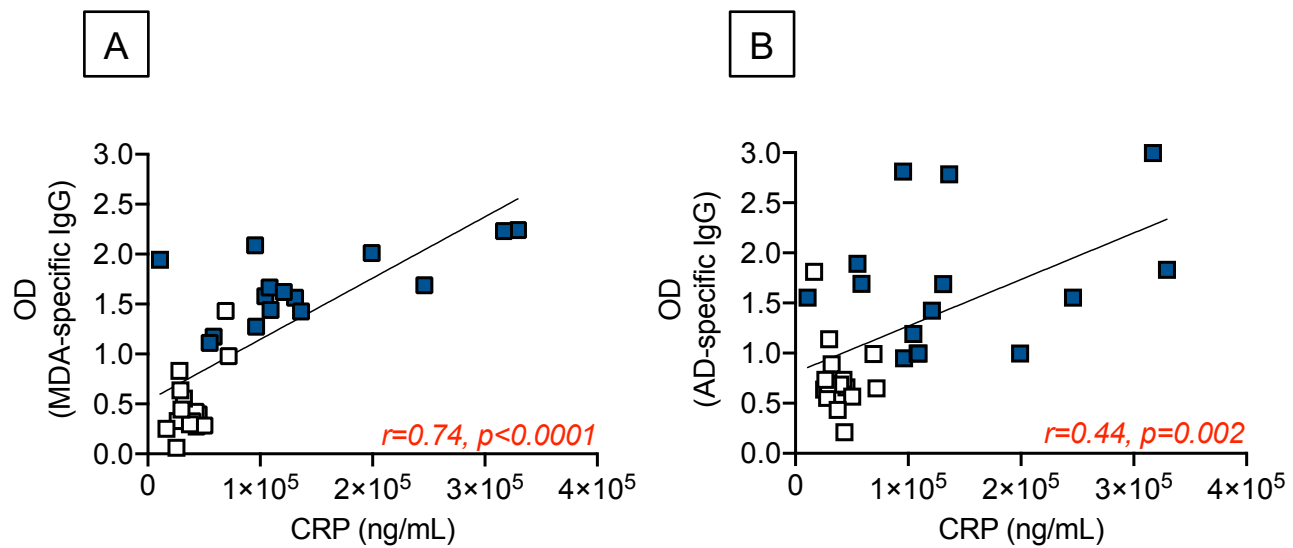 A
OD
(MDA-specific IgG)
3.0
2.5
2.0
1.5
1.0
0.5
0.0
r=0.74, p<0.0001
0 1×10⁵ 2×10⁵ 3×10⁵ 4×10⁵
CRP (ng/mL)
B
OD
(AD-specific IgG)
3.0
2.5
2.0
1.5
1.0
0.5
0.0
r=0.44, p=0.002
0 1×10⁵ 2×10⁵ 3×10⁵ 4×10⁵
CRP (ng/mL)